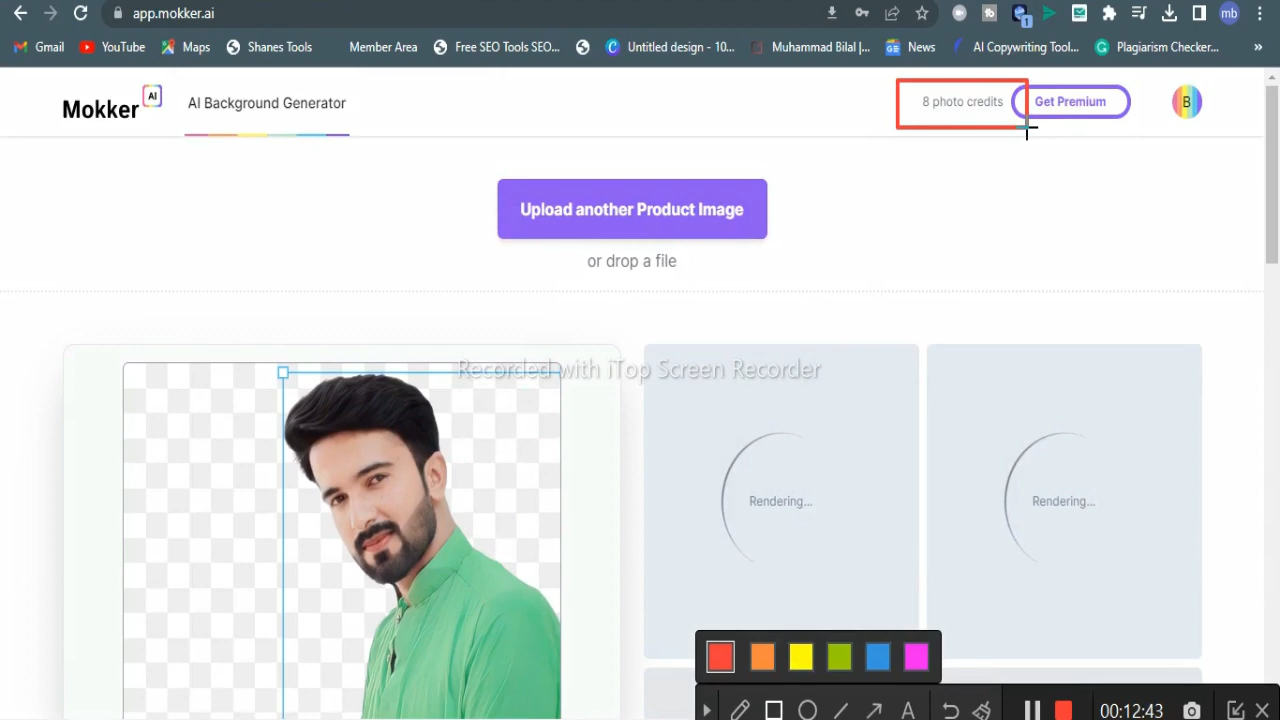 app.mokker.ai
1
mb
Gmail
YouTube
Maps
Shanes Tools
Member Area
Free SEO Tools SEO...
Untitled design - 10...
Muhammad Bilal |...
News
AI Copywriting Tool...
Plagiarism Checker...
»
Mokker AI
AI Background Generator
8 photo credits
Get Premium
B
Upload another Product Image
or drop a file
Recorded with iTop Screen Recorder
Rendering...
Rendering...
A
00:12:43